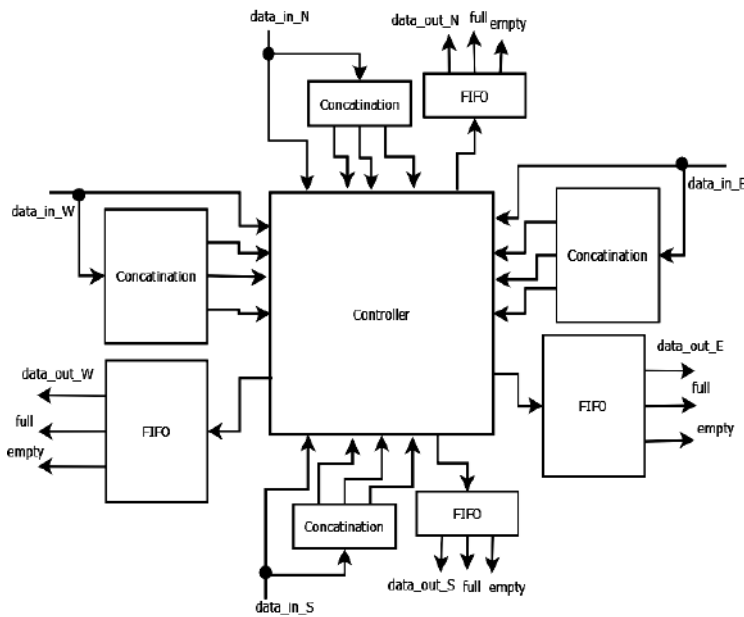 data_in_N
data_out_N
full
empty
Concatination
FIFO
data_in_W
data_in_E
Concatination
Concatination
Controller
data_out_W
full
empty
FIFO
FIFO
data_out_E
full
empty
Concatination
FIFO
data_in_S
data_out_S
full
empty